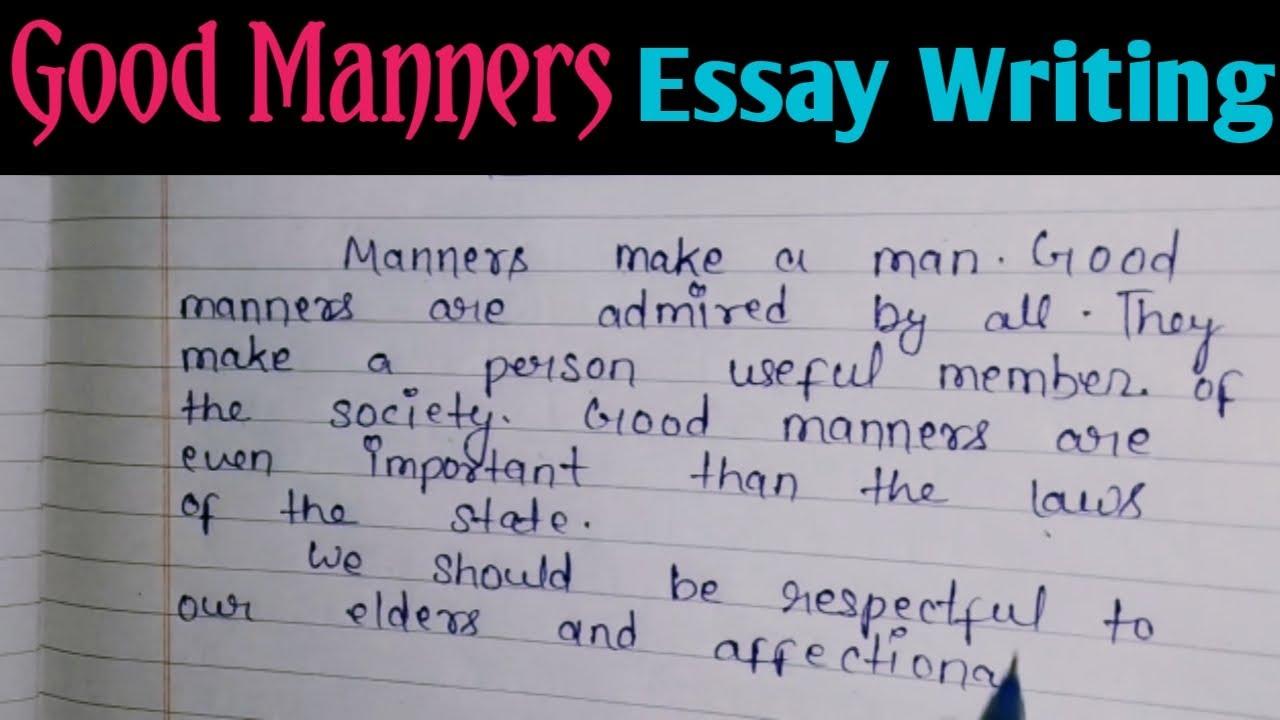 Good Manners Essay Writing
Manners make a man. Good
manners are admired by all. They
make a person useful member. of
the society. Good manners are
even important than the laws
of the state.
We should be respectful to
our elders and affectiona